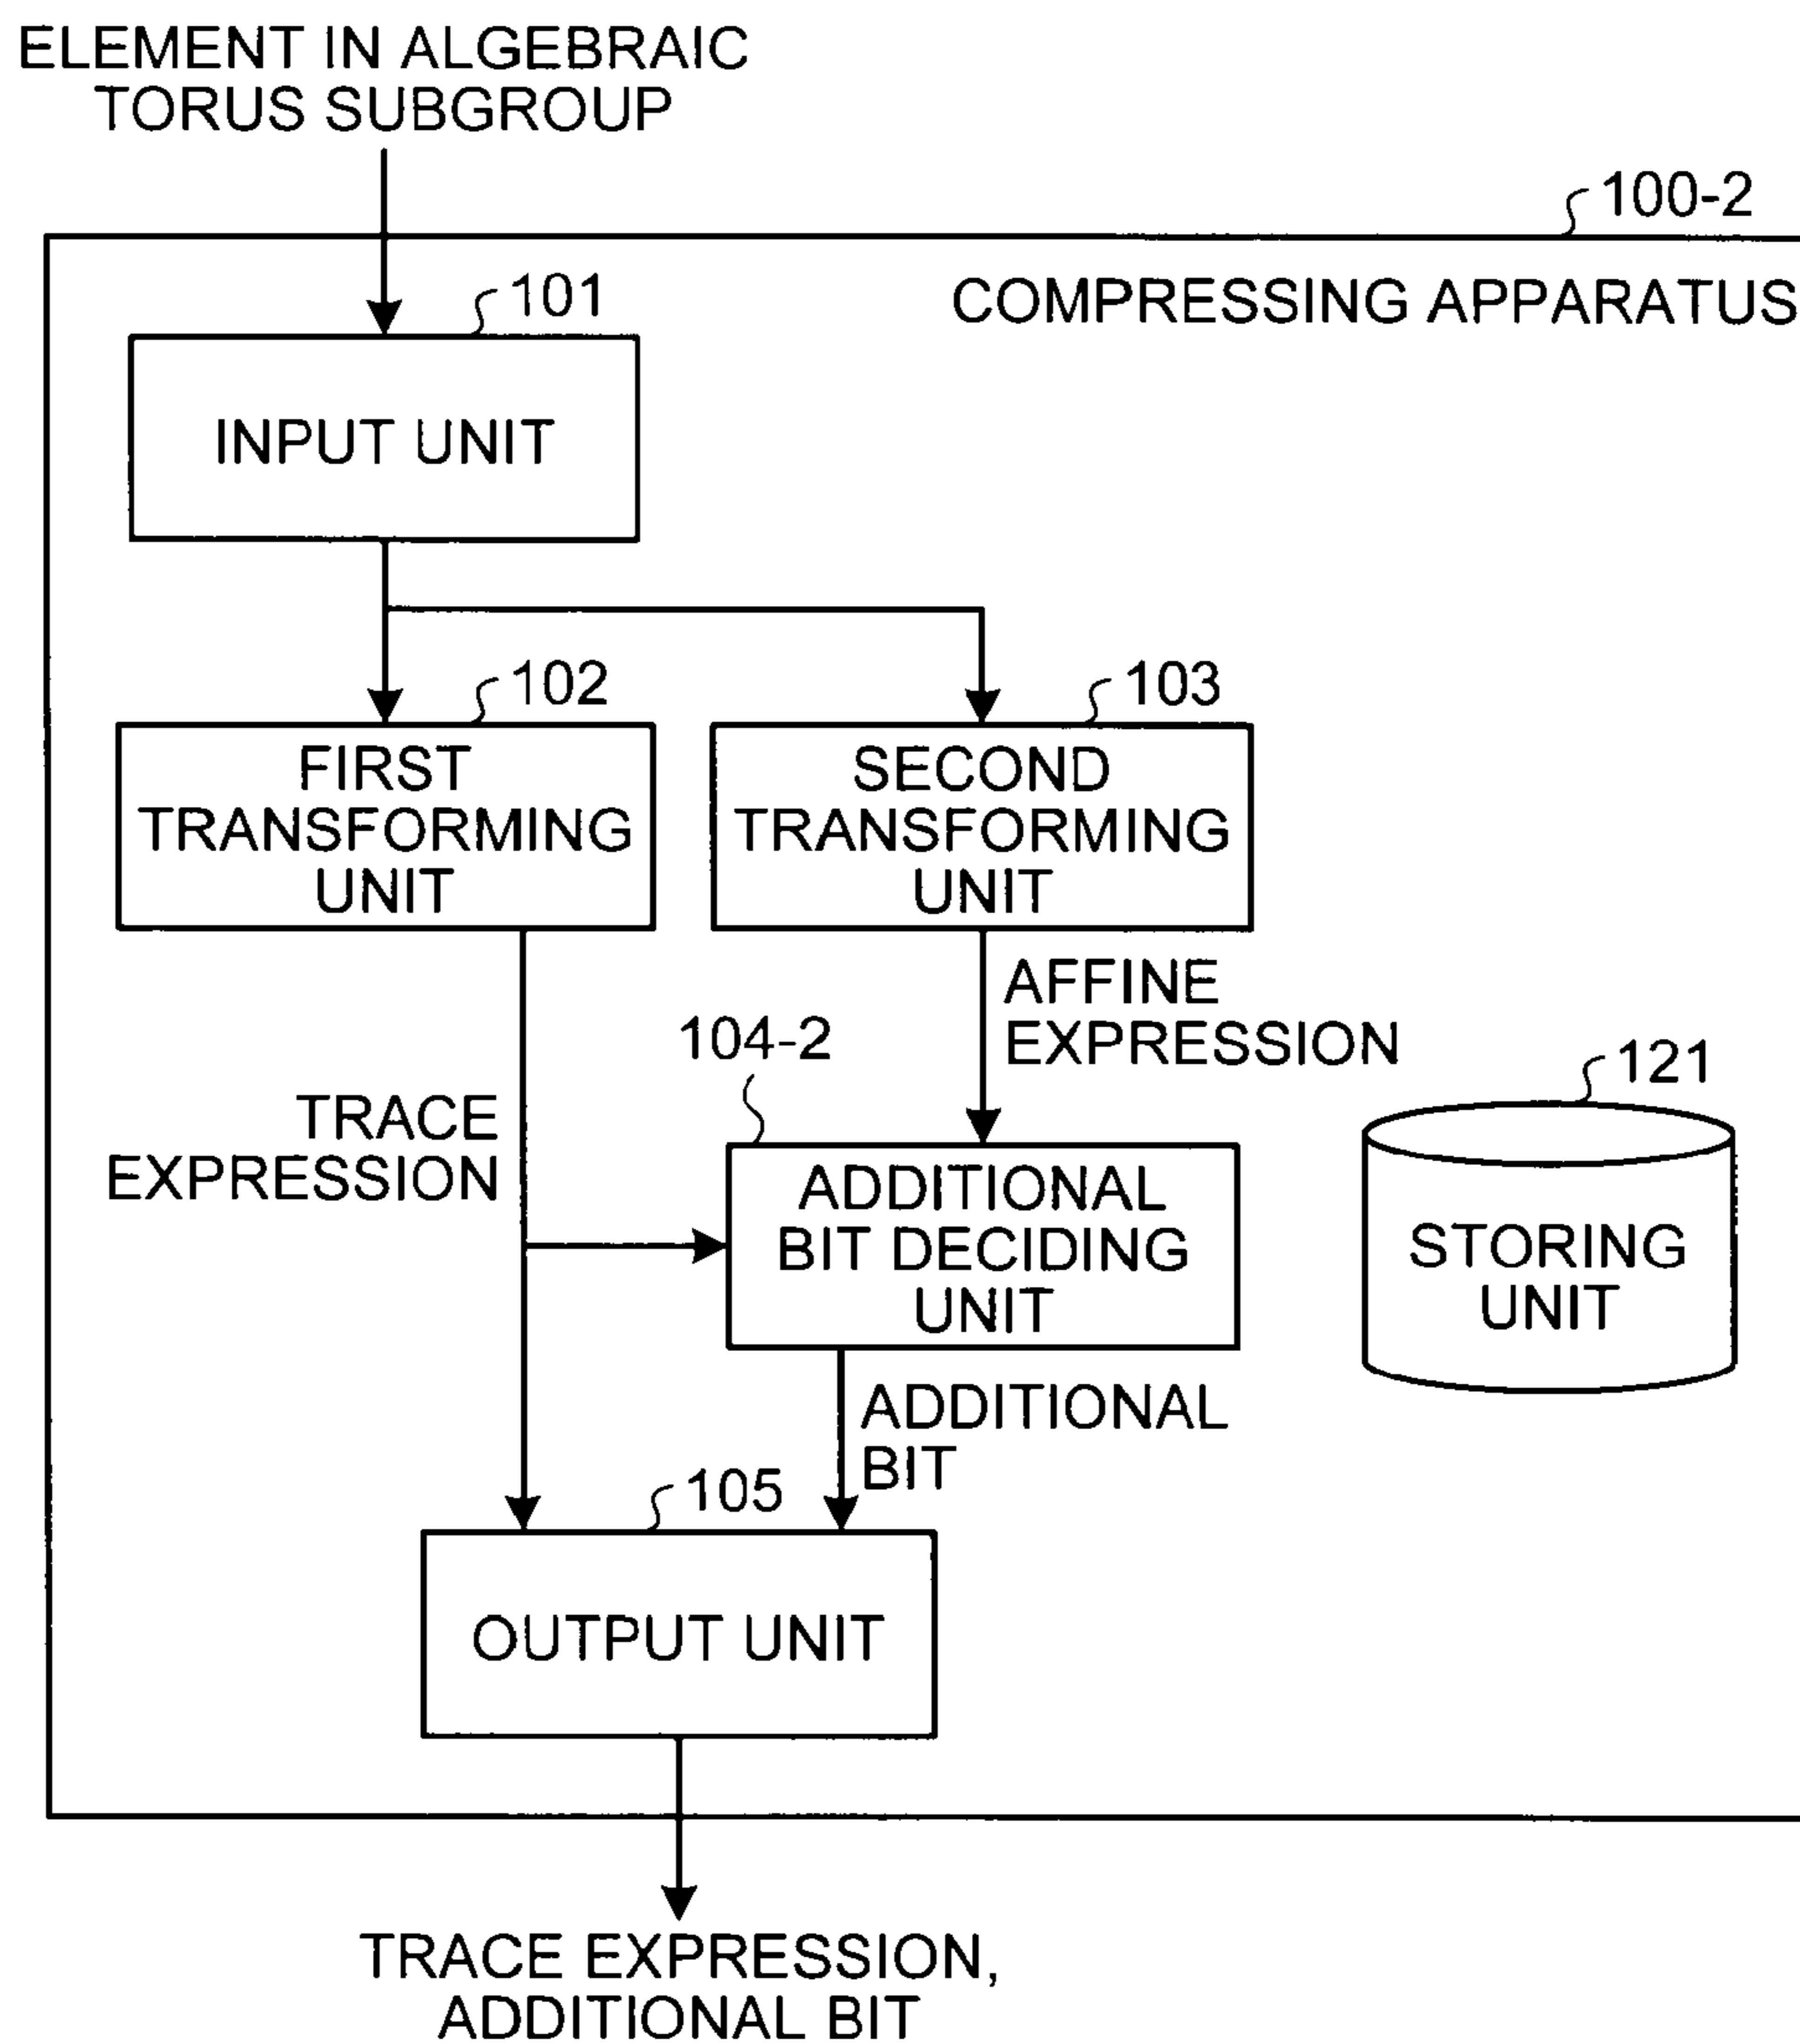 ELEMENT IN ALGEBRAIC
TORUS SUBGROUP
100-2
COMPRESSING APPARATUS
101
INPUT UNIT
102
103
FIRST
TRANSFORMING
UNIT
SECOND
TRANSFORMING
UNIT
AFFINE
EXPRESSION
104-2
121
TRACE
EXPRESSION
ADDITIONAL
BIT DECIDING
UNIT
STORING
UNIT
ADDITIONAL
BIT
105
OUTPUT UNIT
TRACE EXPRESSION,
ADDITIONAL BIT